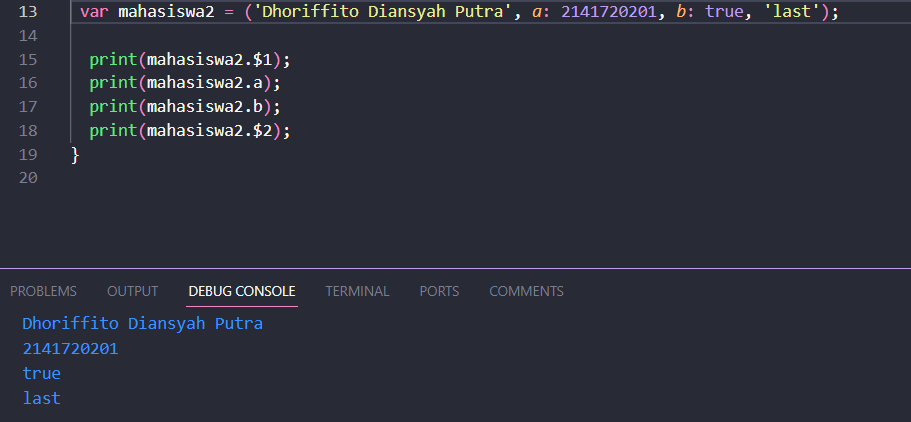 13 var mahasiswa2 = ('Dhoriffito Diansyah Putra', a: 2141720201, b: true, 'last');
14
15 print(mahasiswa2.$1);
16 print(mahasiswa2.a);
17 print(mahasiswa2.b);
18 print(mahasiswa2.$2);
19 }
20
PROBLEMS OUTPUT DEBUG CONSOLE TERMINAL PORTS COMMENTS
Dhoriffito Diansyah Putra
2141720201
true
last